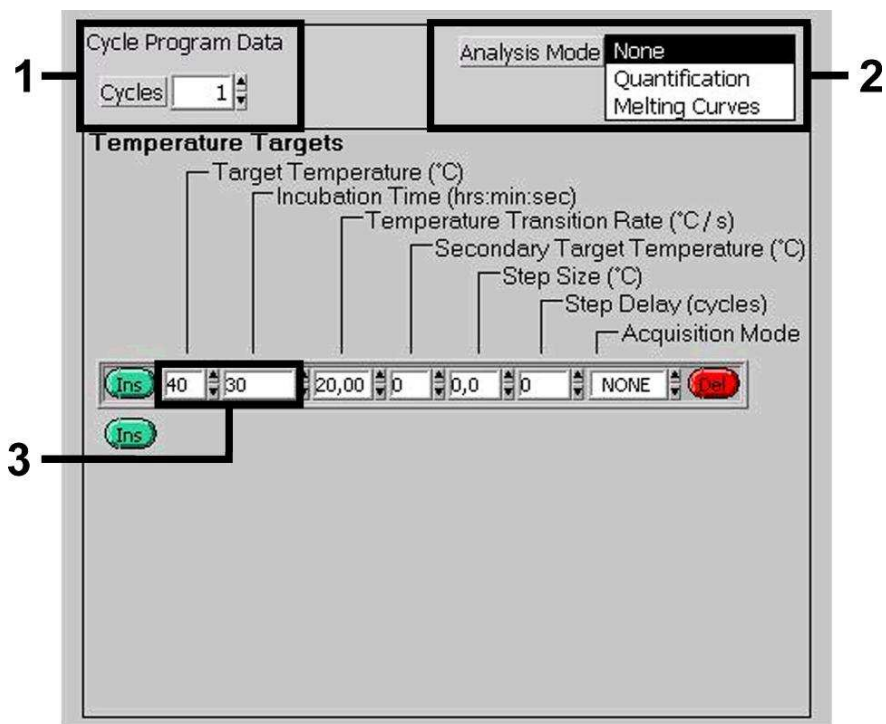 Cycle Program Data
Cycles 1
1
Analysis Mode None
Quantification
Melting Curves
2
Temperature Targets
Target Temperature (°C)
Incubation Time (hrs:min:sec)
Temperature Transition Rate (°C / s)
Secondary Target Temperature (°C)
Step Size (°C)
Step Delay (cycles)
Acquisition Mode
Ins 40 30 20,00 0 0,0 0 NONE Del
Ins
3